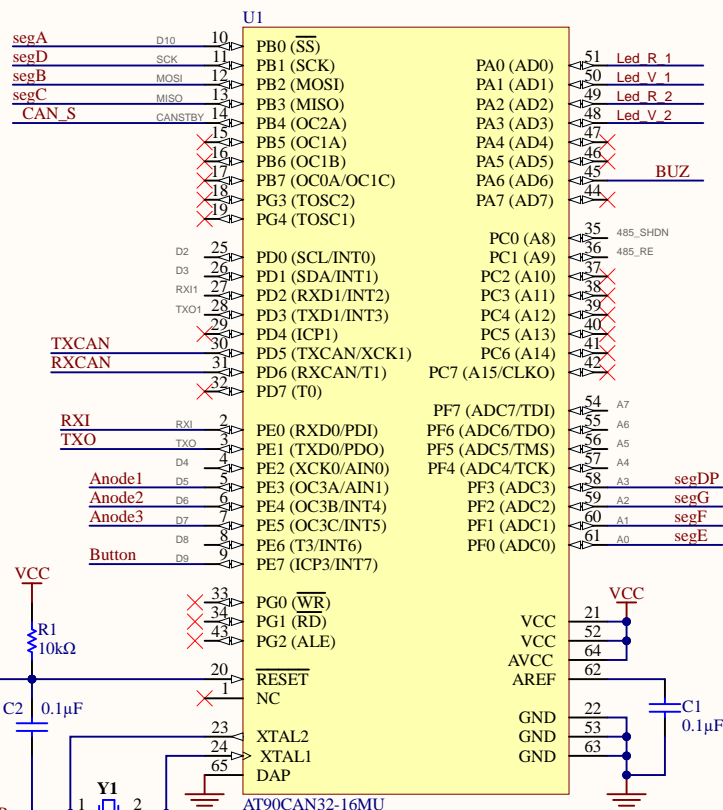 U1
segA D10 10 PB0 (SS) PA0 (AD0) 51 Led_R_1
segD SCK 11 PB1 (SCK) PA1 (AD1) 50 Led_V_1
segB MOSI 12 PB2 (MOSI) PA2 (AD2) 49 Led_R_2
segC MISO 13 PB3 (MISO) PA3 (AD3) 48 Led_V_2
CAN_S CANSTBY 14 PB4 (OC2A) PA4 (AD4) 47
15 PB5 (OC1A) PA5 (AD5) 46
16 PB6 (OC1B) PA6 (AD6) 45 BUZ
17 PB7 (OC0A/OC1C) PA7 (AD7) 44
18 PG3 (TOSC2)
19 PG4 (TOSC1)
PC0 (A8) 35 485_SHDN
D2 25 PD0 (SCL/INT0) PC1 (A9) 36 485_RE
D3 26 PD1 (SDA/INT1) PC2 (A10) 37
RXI1 27 PD2 (RXD1/INT2) PC3 (A11) 38
TXO1 28 PD3 (TXD1/INT3) PC4 (A12) 39
29 PD4 (ICP1) PC5 (A13) 40
TXCAN 30 PD5 (TXCAN/XCK1) PC6 (A14) 41
RXCAN 31 PD6 (RXCAN/T1) PC7 (A15/CLKO) 42
32 PD7 (T0)
PF7 (ADC7/TDI) 54 A7
RXI RXI 2 PE0 (RXD0/PDI) PF6 (ADC6/TDO) 55 A6
TXO TXO 3 PE1 (TXD0/PDO) PF5 (ADC5/TMS) 56 A5
D4 4 PE2 (XCK0/AIN0) PF4 (ADC4/TCK) 57 A4
Anode1 D5 5 PE3 (OC3A/AIN1) PF3 (ADC3) 58 A3 segDP
Anode2 D6 6 PE4 (OC3B/INT4) PF2 (ADC2) 59 A2 segG
Anode3 D7 7 PE5 (OC3C/INT5) PF1 (ADC1) 60 A1 segF
D8 8 PE6 (T3/INT6) PF0 (ADC0) 61 A0 segE
Button D9 9 PE7 (ICP3/INT7)
VCC VCC
33 PG0 (WR)
34 PG1 (RD) VCC 21
R1 43 PG2 (ALE) VCC 52
10kΩ AVCC 64
20 RESET AREF 62
1 NC
C2 0.1µF C1
GND 22 0.1µF
23 XTAL2 GND 53
24 XTAL1 GND 63
65 DAP
1 Y1 2
AT90CAN32-16MU